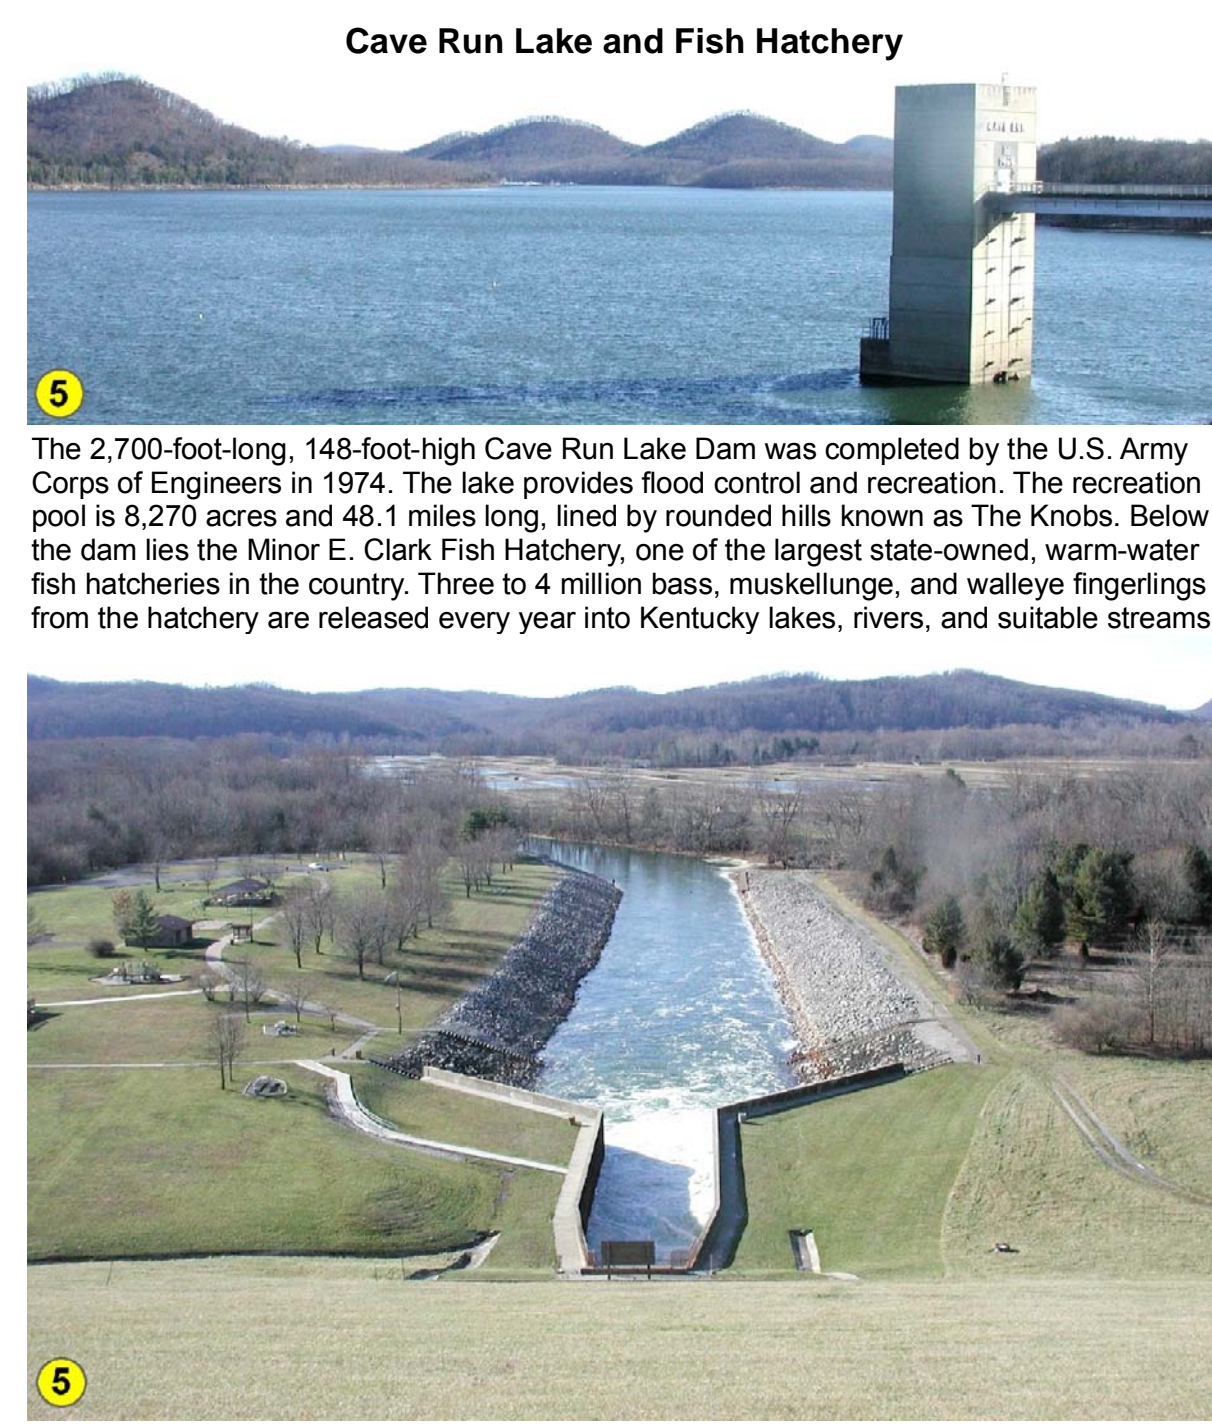 Cave Run Lake and Fish Hatchery
CAVE RUN
5
The 2,700-foot-long, 148-foot-high Cave Run Lake Dam was completed by the U.S. Army
Corps of Engineers in 1974. The lake provides flood control and recreation. The recreation
pool is 8,270 acres and 48.1 miles long, lined by rounded hills known as The Knobs. Below
the dam lies the Minor E. Clark Fish Hatchery, one of the largest state-owned, warm-water
fish hatcheries in the country. Three to 4 million bass, muskellunge, and walleye fingerlings
from the hatchery are released every year into Kentucky lakes, rivers, and suitable streams
5